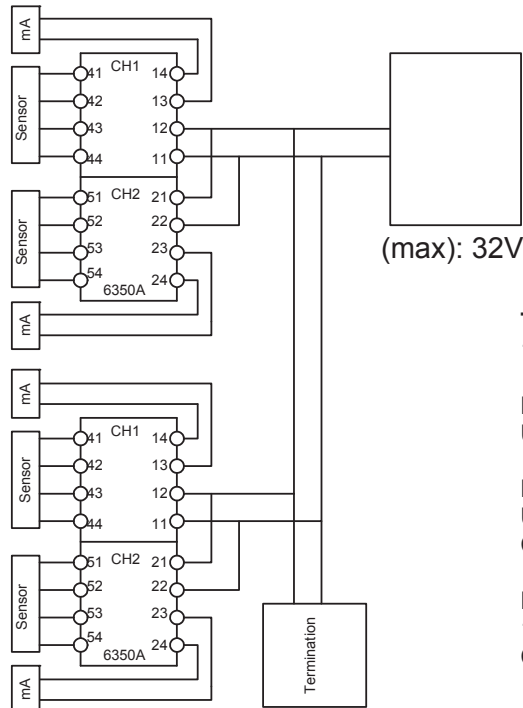 mA
CH1
41 14
42 13
43 12
44 11
Sensor
CH2
51 21
52 22
53 23
54 24
Sensor
6350A
mA
(max): 32V
mA
CH1
41 14
42 13
43 12
44 11
Sensor
CH2
51 21
52 22
53 23
54 24
Sensor
6350A
mA
Termination